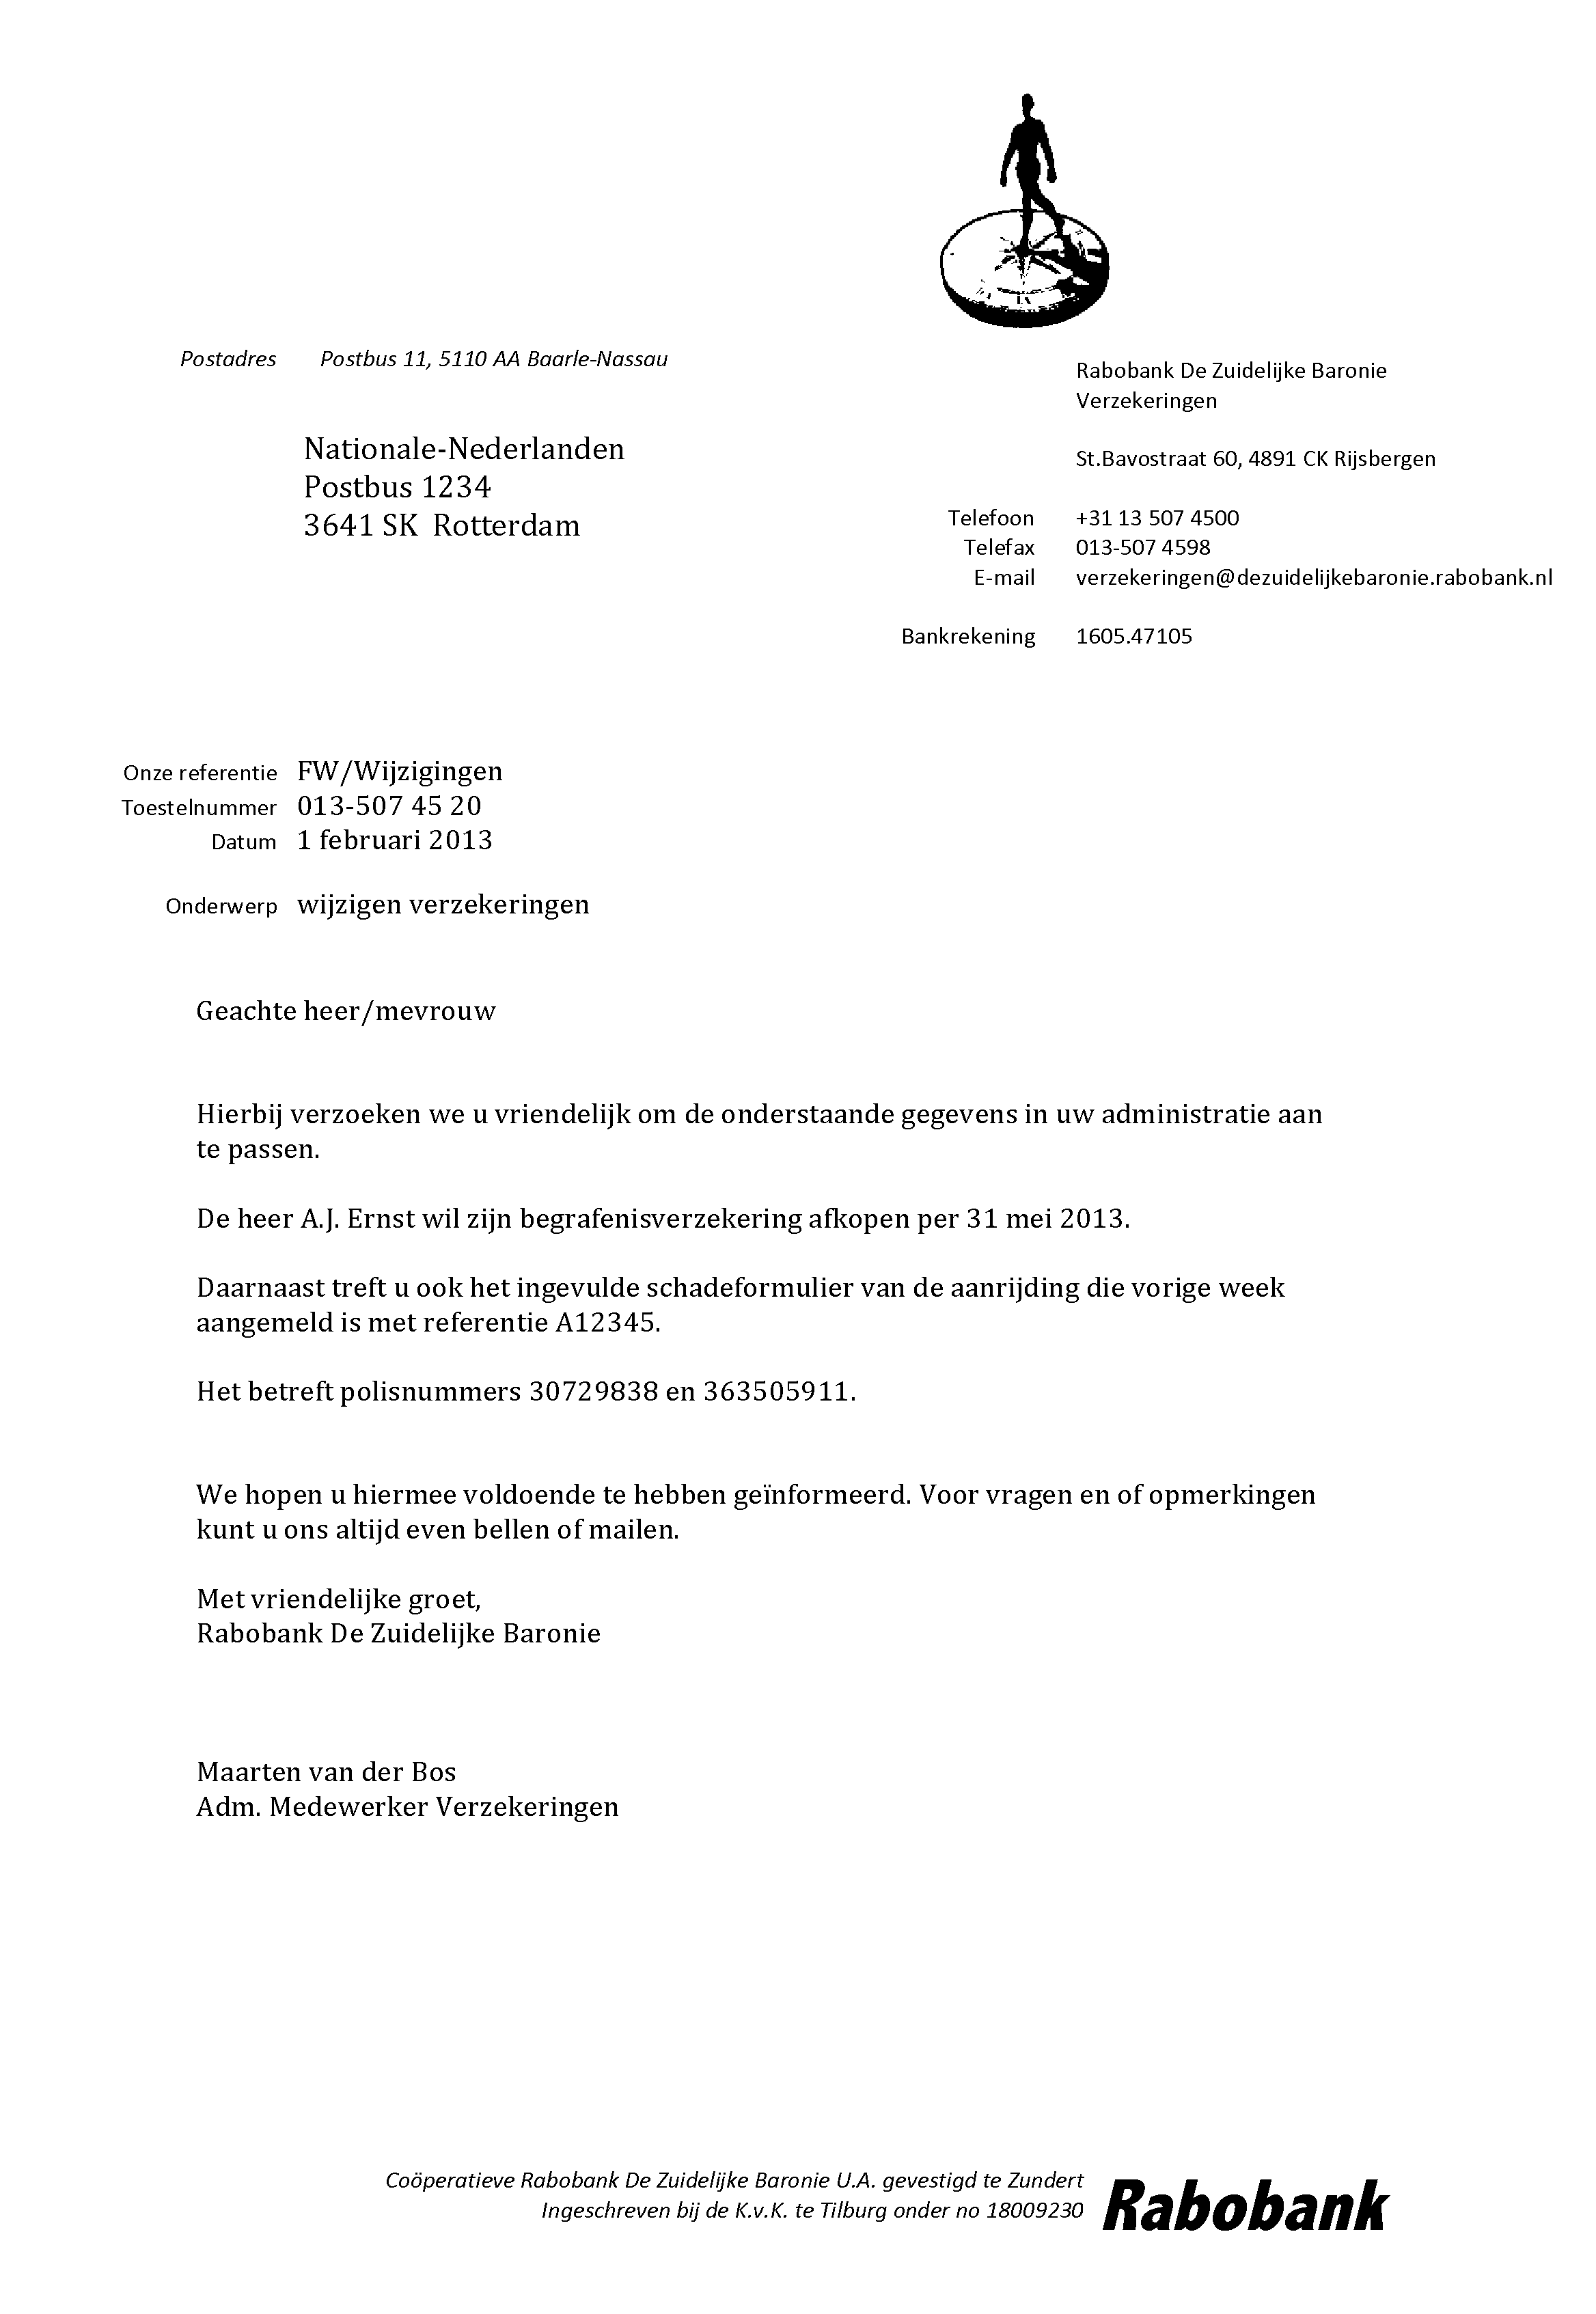 Postadres Postbus 11, 5110 AA Baarle-Nassau
Rabobank De Zuidelijke Baronie
Verzekeringen
St.Bavostraat 60, 4891 CK Rijsbergen
Nationale-Nederlanden
Postbus 1234
3641 SK Rotterdam
Telefoon +31 13 507 4500
Telefax 013-507 4598
E-mail verzekeringen@dezuidelijkebaronie.rabobank.nl
Bankrekening 1605.47105
Onze referentie FW/Wijzigingen
Toestelnummer 013-507 45 20
Datum 1 februari 2013
Onderwerp wijzigen verzekeringen
Geachte heer/mevrouw
Hierbij verzoeken we u vriendelijk om de onderstaande gegevens in uw administratie aan
te passen.
De heer A.J. Ernst wil zijn begrafenisverzekering afkopen per 31 mei 2013.
Daarnaast treft u ook het ingevulde schadeformulier van de aanrijding die vorige week
aangemeld is met referentie A12345.
Het betreft polisnummers 30729838 en 363505911.
We hopen u hiermee voldoende te hebben geïnformeerd. Voor vragen en of opmerkingen
kunt u ons altijd even bellen of mailen.
Met vriendelijke groet,
Rabobank De Zuidelijke Baronie
Maarten van der Bos
Adm. Medewerker Verzekeringen
Coöperatieve Rabobank De Zuidelijke Baronie U.A. gevestigd te Zundert
Ingeschreven bij de K.v.K. te Tilburg onder no 18009230
Rabobank